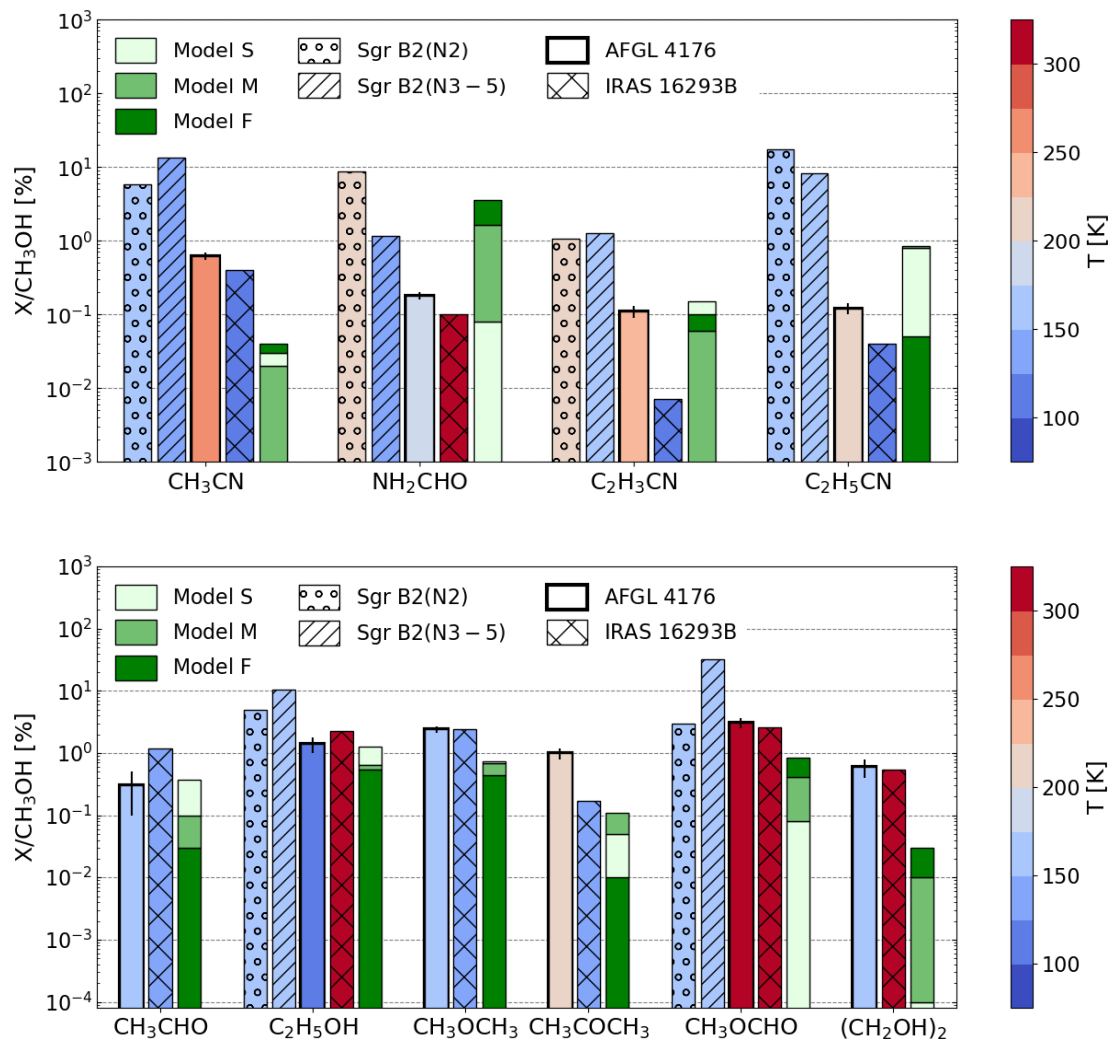 X/CH₃OH [%]
10³
10²
10¹
10⁰
10⁻¹
10⁻²
10⁻³
Model S
Model M
Model F
Sgr B2(N2)
Sgr B2(N3 − 5)
AFGL 4176
IRAS 16293B
CH₃CN
NH₂CHO
C₂H₃CN
C₂H₅CN
300
250
200
150
100
T [K]
X/CH₃OH [%]
10³
10²
10¹
10⁰
10⁻¹
10⁻²
10⁻³
10⁻⁴
Model S
Model M
Model F
Sgr B2(N2)
Sgr B2(N3 − 5)
AFGL 4176
IRAS 16293B
CH₃CHO
C₂H₅OH
CH₃OCH₃
CH₃COCH₃
CH₃OCHO
(CH₂OH)₂
300
250
200
150
100
T [K]